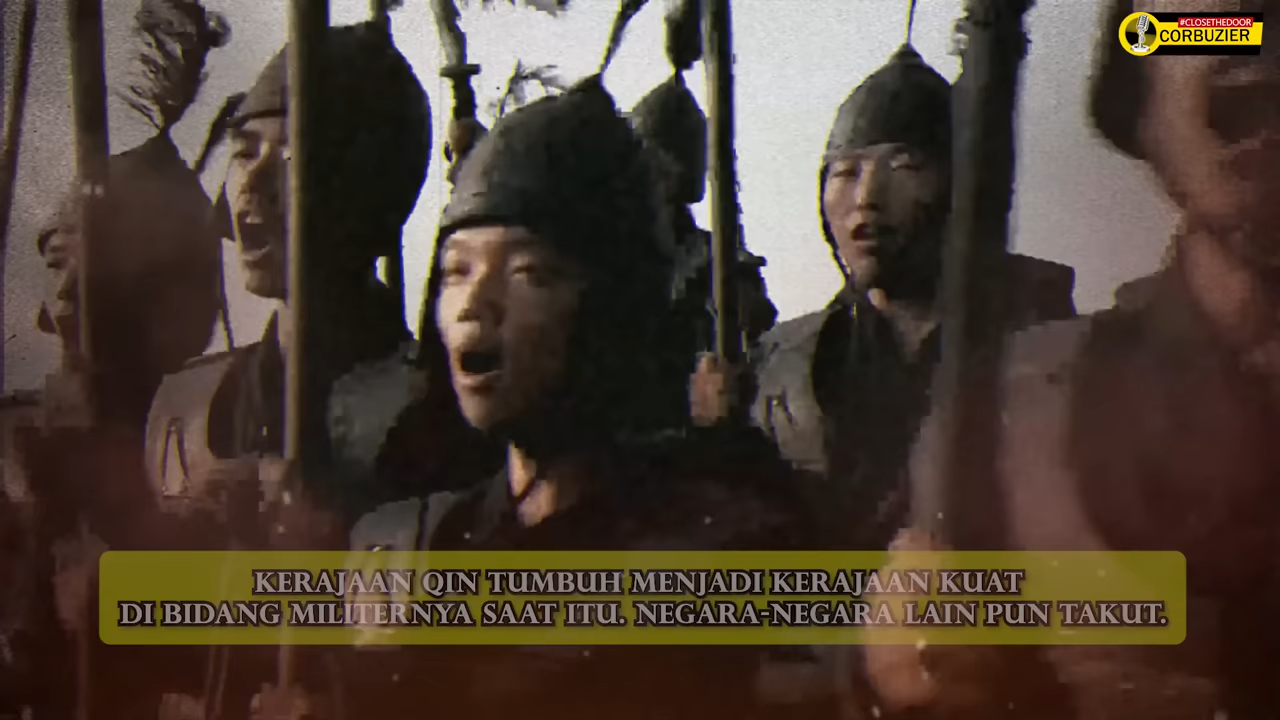 #CLOSETHEDOOR
CORBUZIER
KERAJAAN QIN TUMBUH MENJADI KERAJAAN KUAT
DI BIDANG MILITERNYA SAAT ITU. NEGARA-NEGARA LAIN PUN TAKUT.